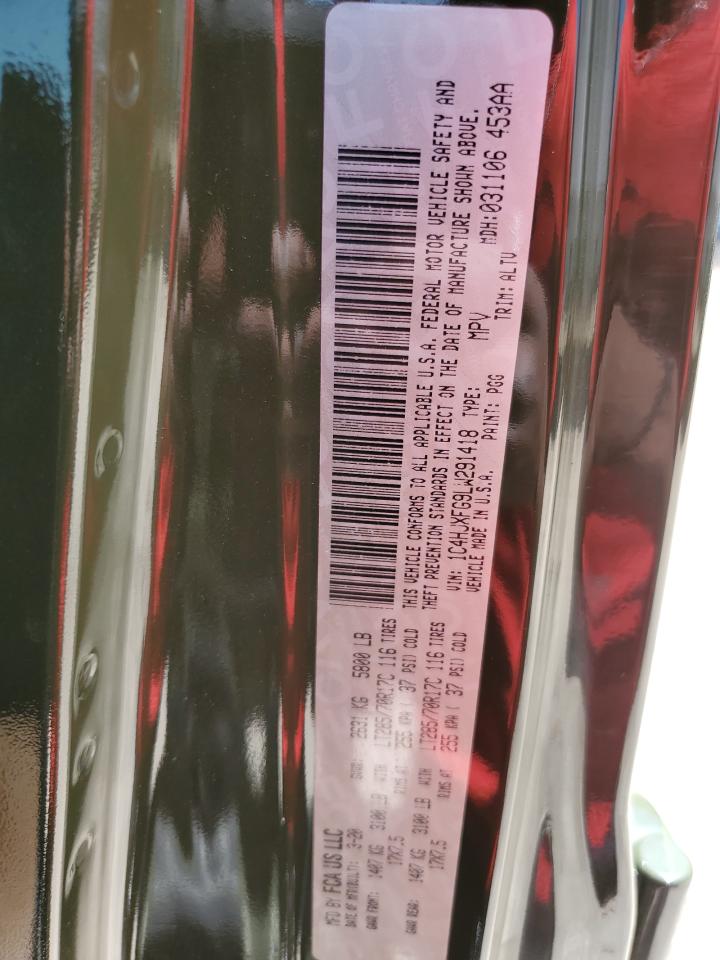 MFD BY FCA US LLC
DATE OF MFR(BUILT): 3-20 GVWR: 2631 KG 5800 LB
GAWR FRONT: 1407 KG 3100 LB WITH LT285/70R17C 116 TIRES
17X7.5 RIMS AT 255 KPA ( 37 PSI) COLD
GAWR REAR: 1407 KG 3100 LB WITH LT285/70R17C 116 TIRES
17X7.5 RIMS AT 255 KPA ( 37 PSI) COLD
THIS VEHICLE CONFORMS TO ALL APPLICABLE U.S.A. FEDERAL MOTOR VEHICLE SAFETY AND
THEFT PREVENTION STANDARDS IN EFFECT ON THE DATE OF MANUFACTURE SHOWN ABOVE.
VIN: 1C4HJXFG9LW291418 TYPE: MPV MDH:031106 453AA
VEHICLE MADE IN U.S.A. PAINT: PGG TRIM: ALTV